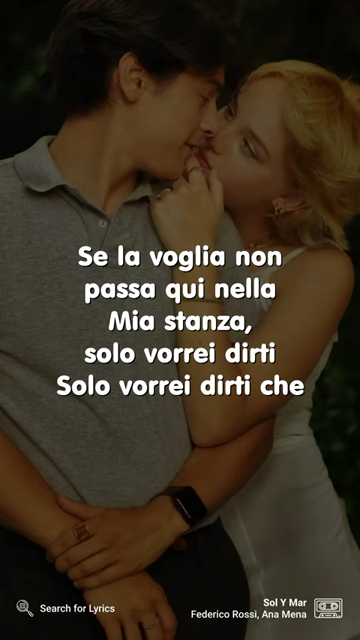 Se la voglia non
passa qui nella
Mia stanza,
solo vorrei dirti
Solo vorrei dirti che
Search for Lyrics
Sol Y Mar
Federico Rossi, Ana Mena